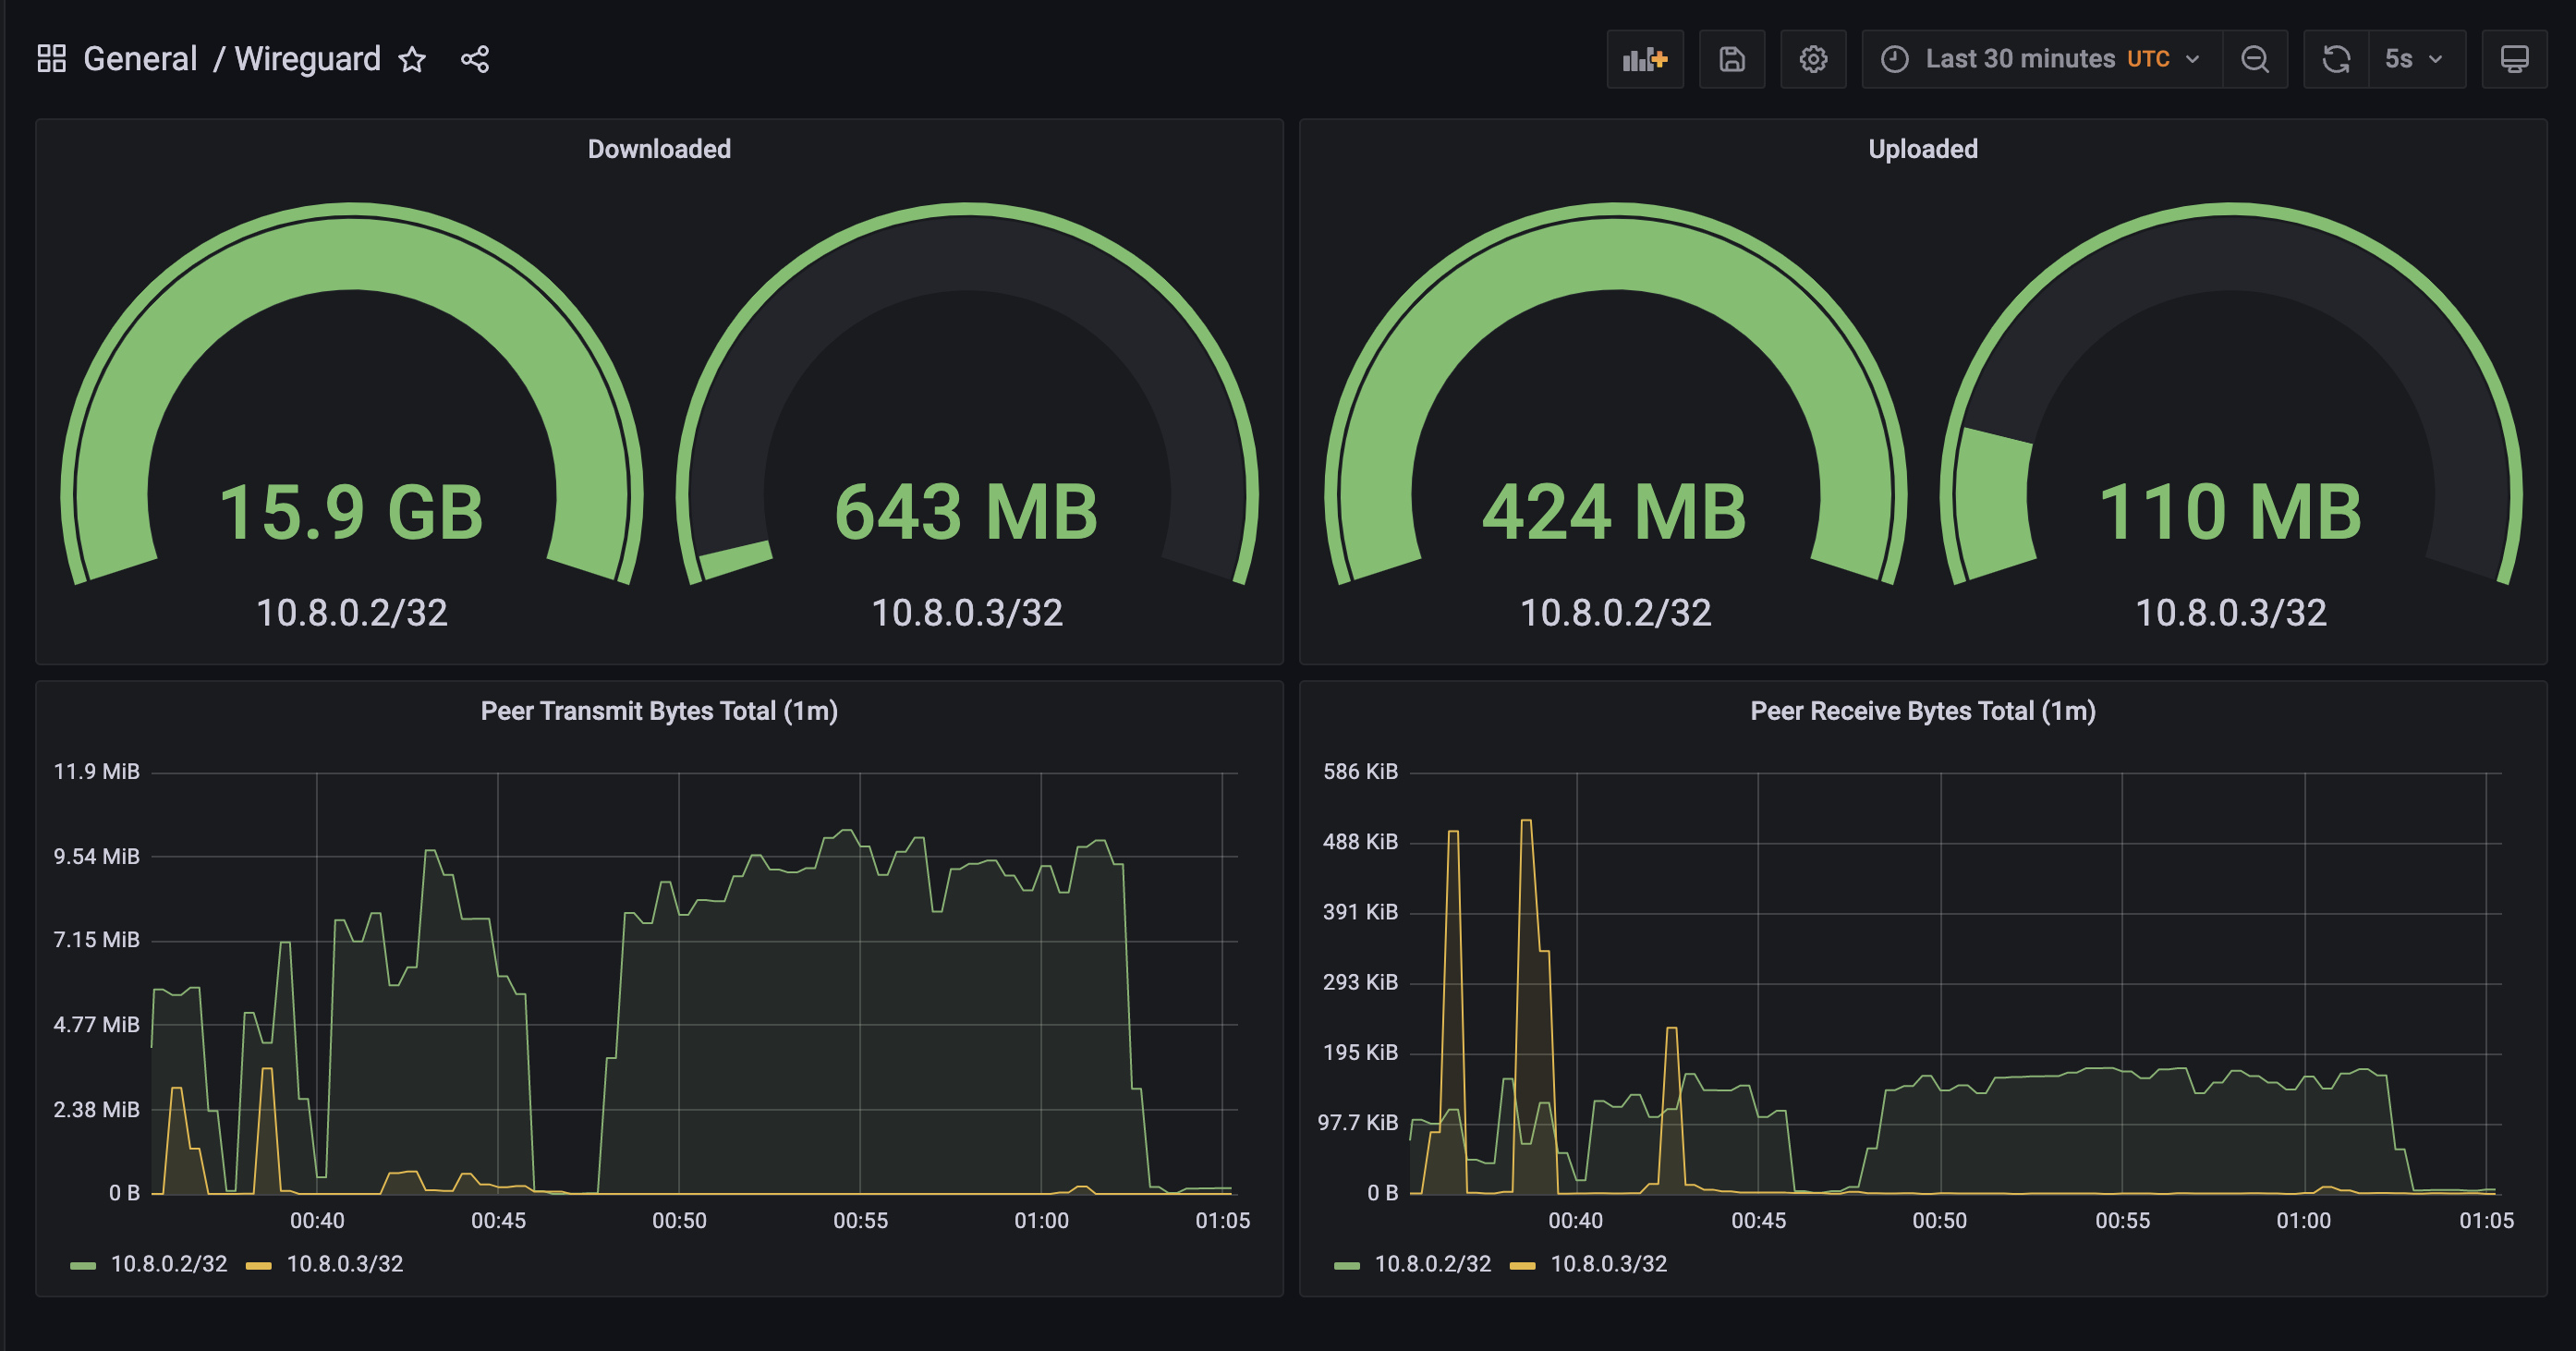 General / Wireguard
Last 30 minutes UTC
5s
Downloaded
15.9 GB
643 MB
10.8.0.2/32
10.8.0.3/32
Uploaded
424 MB
110 MB
10.8.0.2/32
10.8.0.3/32
Peer Transmit Bytes Total (1m)
11.9 MiB
9.54 MiB
7.15 MiB
4.77 MiB
2.38 MiB
0 B
00:40 00:45 00:50 00:55 01:00 01:05
10.8.0.2/32 10.8.0.3/32
Peer Receive Bytes Total (1m)
586 KiB
488 KiB
391 KiB
293 KiB
195 KiB
97.7 KiB
0 B
00:40 00:45 00:50 00:55 01:00 01:05
10.8.0.2/32 10.8.0.3/32